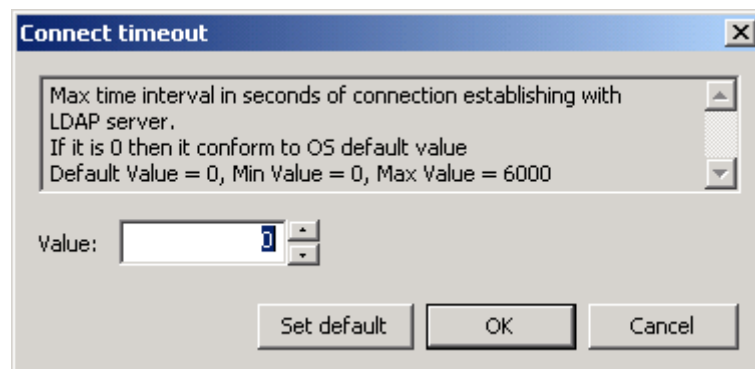 Connect timeout
Max time interval in seconds of connection establishing with
LDAP server.
If it is 0 then it conform to OS default value
Default Value = 0, Min Value = 0, Max Value = 6000
Value: 0
Set default OK Cancel